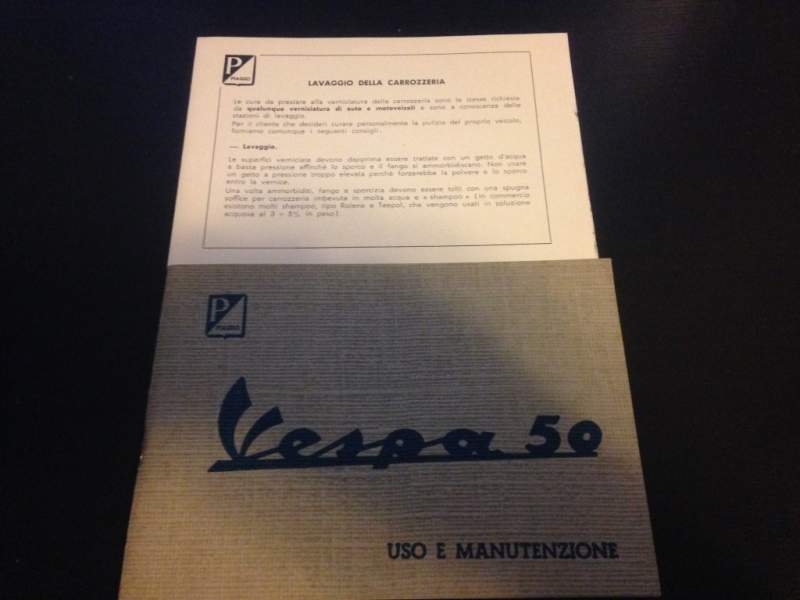 P
PIAGGIO
LAVAGGIO DELLA CARROZZERIA
Le cure da prestare alla verniciatura della carrozzeria sono le stesse richieste
da qualunque verniciatura di auto e motoveicoli e sono a conoscenza delle
stazioni di lavaggio.
Per il cliente che desideri curare personalmente la pulizia del proprio veicolo,
forniamo comunque i seguenti consigli.
— Lavaggio.
Le superfici verniciate devono dapprima essere trattate con un getto d'acqua
a bassa pressione affinchè lo sporco e il fango si ammorbidiscano. Non usare
un getto a pressione troppo elevata perchè forzerebbe la polvere o lo sporco
entro la vernice.
Una volta ammorbiditi, fango e sporcizia devono essere tolti con una spugna
soffice per carrozzeria imbevuta in molta acqua e « shampoo » (in commercio
esistono molti shampoo, tipo Rolene e Teepol, che vengono usati in soluzione
acquosa al 3 ÷ 5% in peso).
P
PIAGGIO
Vespa 50
USO E MANUTENZIONE